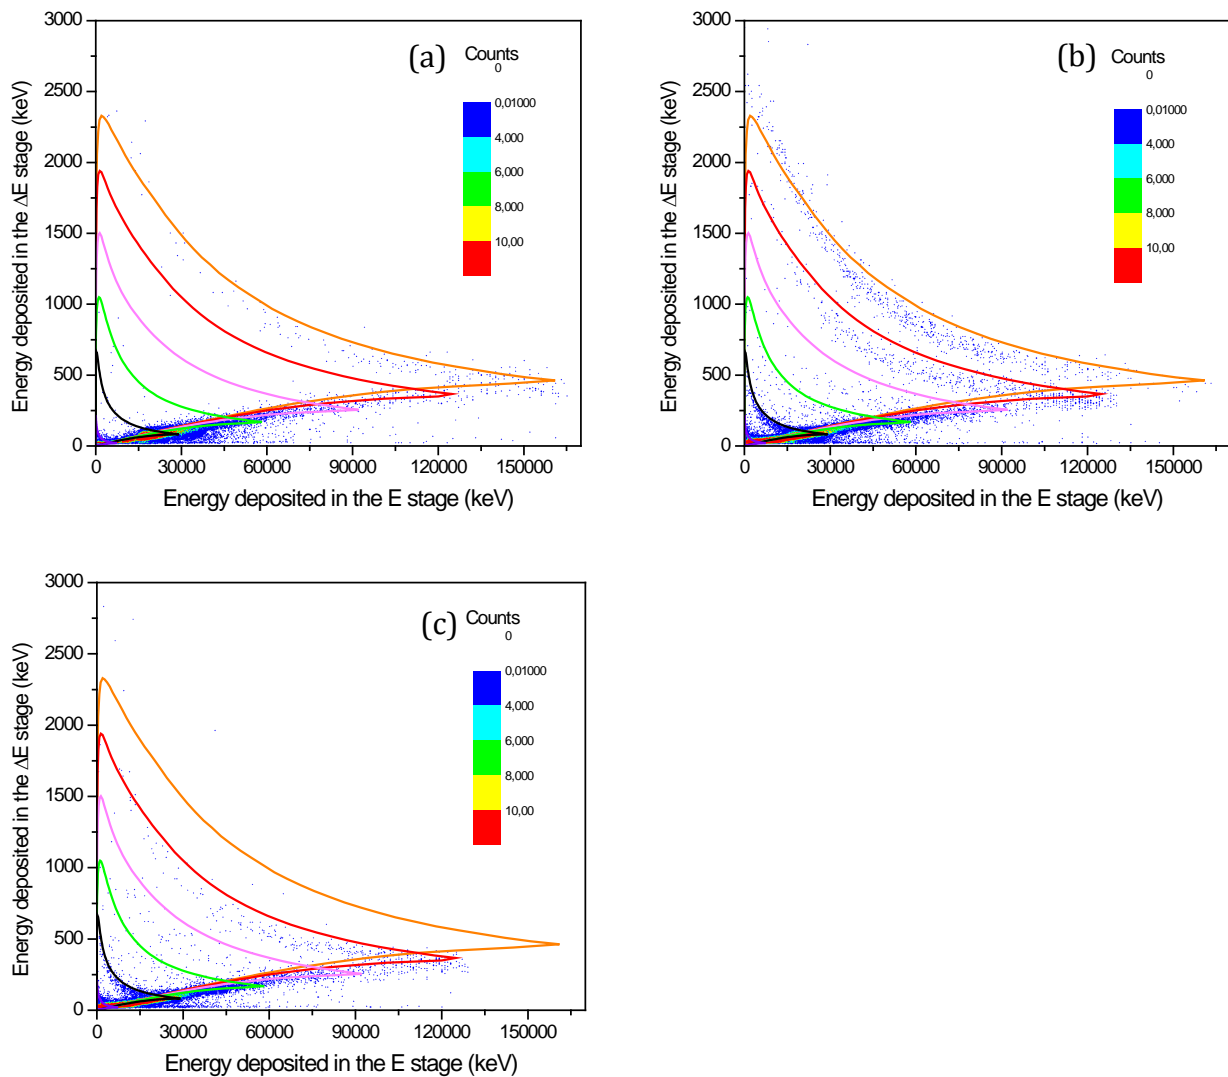 (a)
Counts
0
0,01000
4,000
6,000
8,000
10,00
3000
2500
2000
1500
1000
500
0
Energy deposited in the ΔE stage (keV)
0 30000 60000 90000 120000 150000
Energy deposited in the E stage (keV)
(b)
Counts
0
0,01000
4,000
6,000
8,000
10,00
3000
2500
2000
1500
1000
500
0
Energy deposited in the ΔE stage (keV)
0 30000 60000 90000 120000 150000
Energy deposited in the E stage (keV)
(c)
Counts
0
0,01000
4,000
6,000
8,000
10,00
3000
2500
2000
1500
1000
500
0
Energy deposited in the ΔE stage (keV)
0 30000 60000 90000 120000 150000
Energy deposited in the E stage (keV)